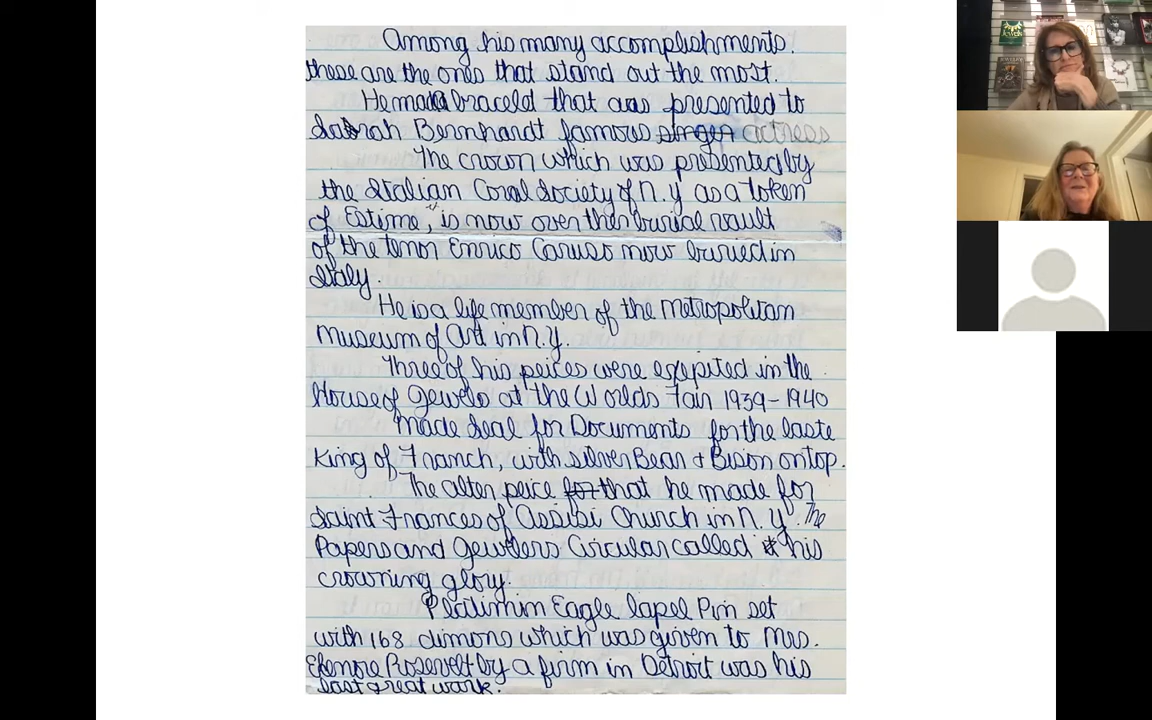 Among his many accomplishments.
these are the ones that stand out the most.
He made a bracelet that was presented to
Sarah Bernhardt famous singer actress
The crown which was presented by
the Italian Coral Society of N.Y as a token
of Estime", is now over then burial vault
of the tenor Enrico Caruso now buried in
Italy.
He is a life member of the Metropolitan
Museum of Art in N.Y.
Three of his peices were exepited in the
House of Jewels at the Worlds Fair 1939-1940
Made Seal for Documents for the laste
King of Franch, with silver Bear + Bison on top.
The alter peice for that he made for
Saint Frances of Assisi Church in N.Y. The
Papers and Jewelers Circular called his
crowning glory.
Platimim Eagle lapel Pin set
with 168 dimons which was given to Mrs.
Elenore Rosevelt by a firm in Detroit was his
last great work.